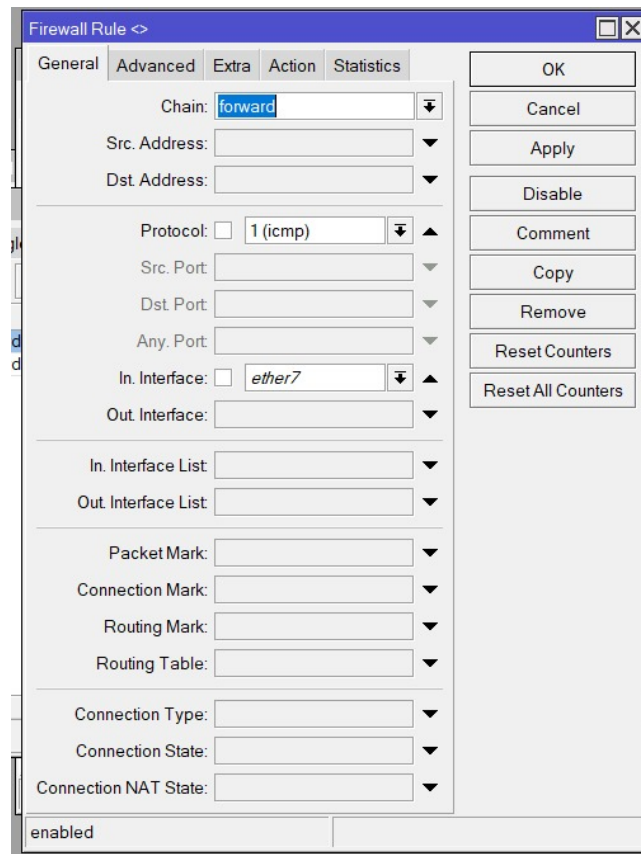 Firewall Rule <>
General Advanced Extra Action Statistics
OK
Chain: forward
Cancel
Src. Address:
Apply
Dst. Address:
Disable
Protocol: 1 (icmp)
Comment
Src. Port:
Copy
Dst. Port:
Remove
Any. Port:
Reset Counters
In. Interface: ether7
Reset All Counters
Out. Interface:
In. Interface List:
Out. Interface List:
Packet Mark:
Connection Mark:
Routing Mark:
Routing Table:
Connection Type:
Connection State:
Connection NAT State:
enabled